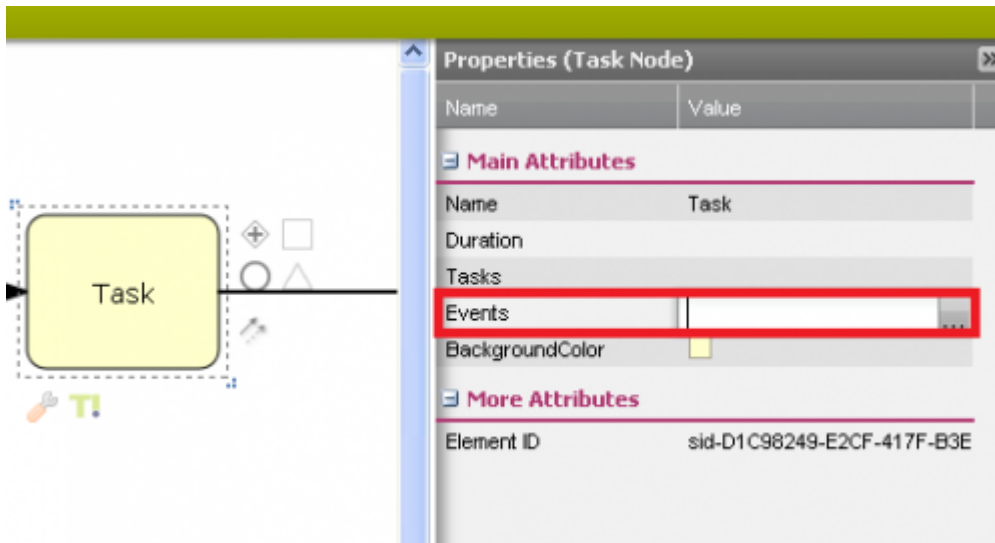 Properties (Task Node)
Name Value
Main Attributes
Name Task
Duration
Tasks
Events ...
BackgroundColor
More Attributes
Element ID sid-D1C98249-E2CF-417F-B3E
Task
T!